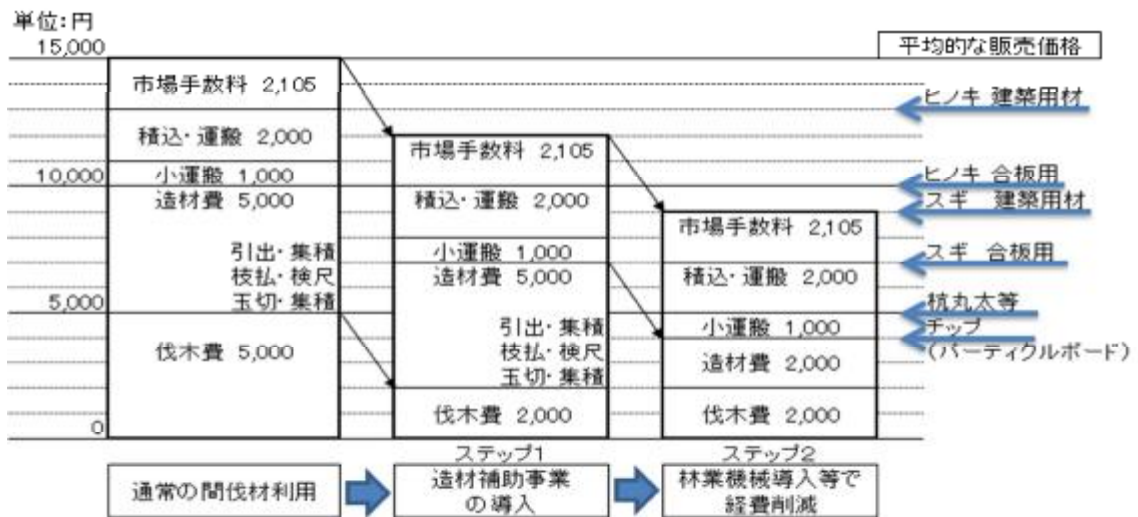 単位：円
15,000
10,000
5,000
0
市場手数料 2,105
積込・運搬 2,000
小運搬 1,000
造材費 5,000
引出・集積
枝払・検尺
玉切・集積
伐木費 5,000
通常の間伐材利用
市場手数料 2,105
積込・運搬 2,000
小運搬 1,000
造材費 5,000
引出・集積
枝払・検尺
玉切・集積
伐木費 2,000
ステップ1
造材補助事業
の導入
市場手数料 2,105
積込・運搬 2,000
小運搬 1,000
造材費 2,000
伐木費 2,000
ステップ2
林業機械導入等で
経費削減
平均的な販売価格
ヒノキ 建築用材
ヒノキ 合板用
スギ 建築用材
スギ 合板用
杭丸太等
チップ
（パーティクルボード）